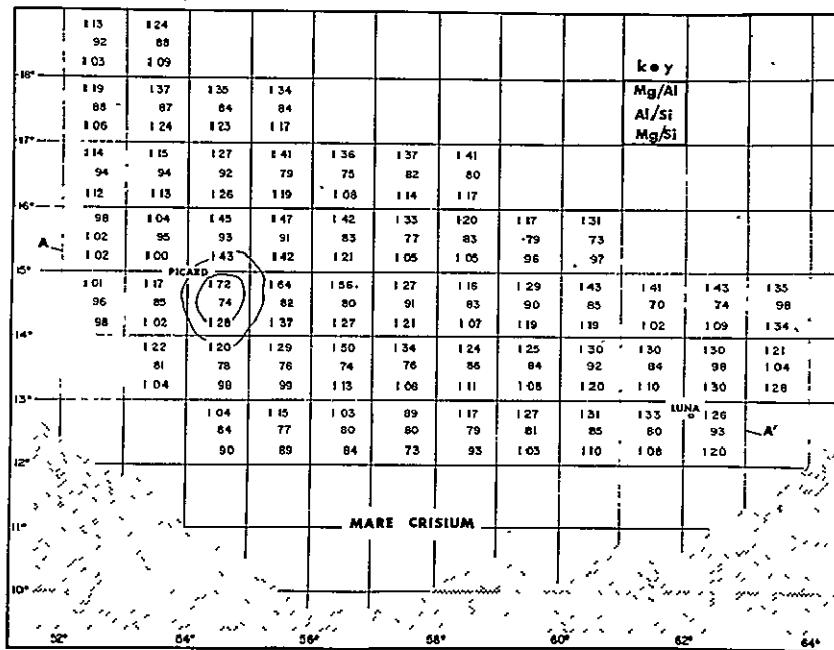 113 124
92 88
103 109
key
18°
119 137 135 134
88 87 84 84
106 124 123 117
Mg/Al
Al/Si
Mg/Si
17°
114 115 127 141 136 137 141
94 94 92 79 75 82 80
112 113 126 119 108 114 117
16°
98 104 145 147 142 133 120 117 131
102 95 93 91 83 77 83 79 73
A 102 100 143 142 121 105 105 96 97
15°
PICARD
101 117 172 164 156 127 116 129 143 141 143 135
96 85 74 82 80 91 83 90 85 70 74 98
98 102 128 137 127 121 107 119 119 102 109 134
14°
122 120 129 150 134 124 125 130 130 130 121
81 78 76 74 76 86 84 92 84 98 104
104 98 99 113 106 111 108 120 110 130 128
13°
LUNA
104 115 103 89 117 127 131 133 126
84 77 80 80 79 81 85 80 93 A'
90 89 84 73 93 103 110 108 120
12°
11°
MARE CRISIUM
10°
52° 54° 56° 58° 60° 62° 64°